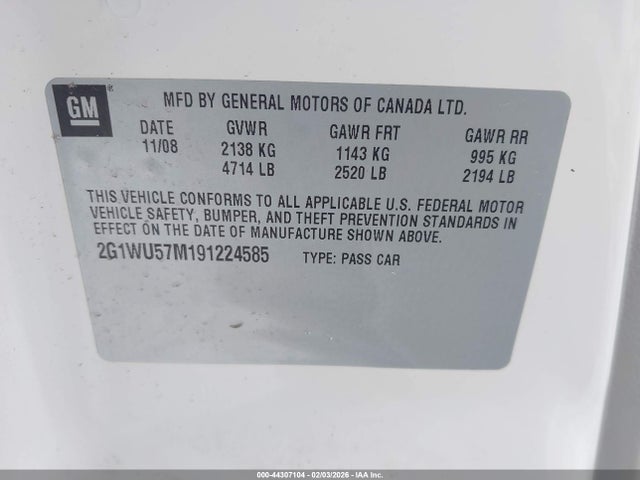 GM
MFD BY GENERAL MOTORS OF CANADA LTD.
DATE GVWR GAWR FRT GAWR RR
11/08 2138 KG 1143 KG 995 KG
4714 LB 2520 LB 2194 LB
THIS VEHICLE CONFORMS TO ALL APPLICABLE U.S. FEDERAL MOTOR
VEHICLE SAFETY, BUMPER, AND THEFT PREVENTION STANDARDS IN
EFFECT ON THE DATE OF MANUFACTURE SHOWN ABOVE.
2G1WU57M191224585 TYPE: PASS CAR
000-44307104 - 02/03/2026 - IAA Inc.